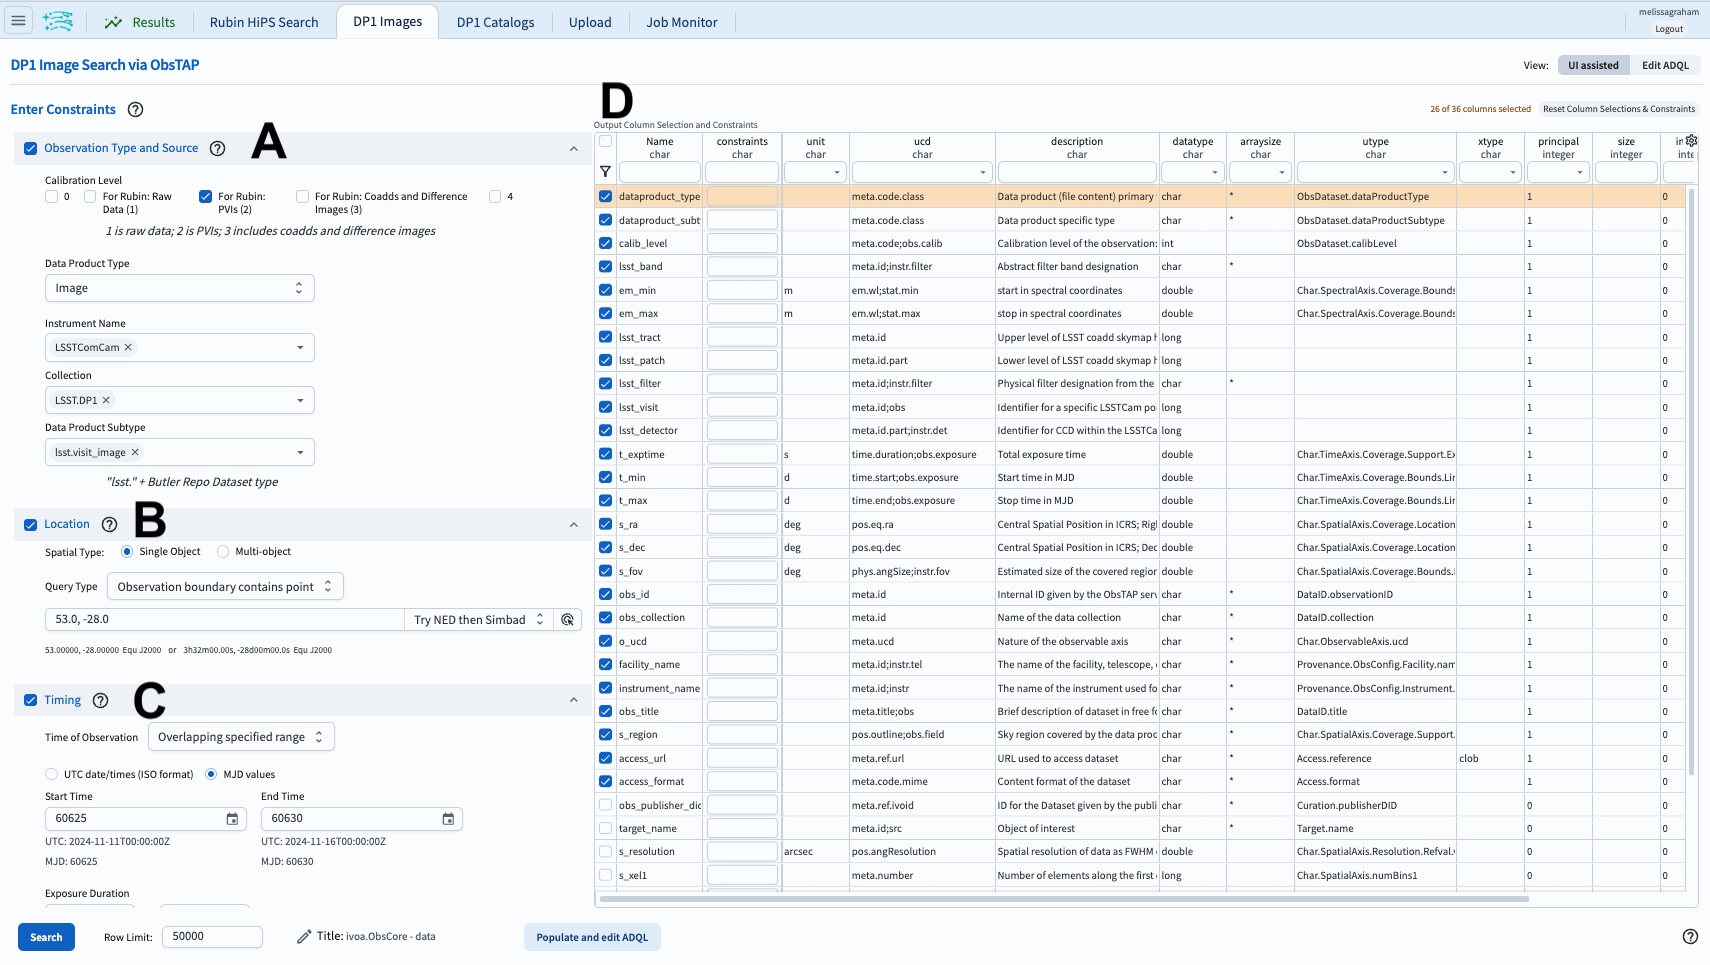 Results
Rubin HiPS Search
DP1 Images
DP1 Catalogs
Upload
Job Monitor
melissagraham
Logout
DP1 Image Search via ObsTAP
View:
UI assisted
Edit ADQL
Enter Constraints
D
26 of 36 columns selected
Reset Column Selections & Constraints
Output Column Selection and Constraints
Observation Type and Source
A
Calibration Level
0
For Rubin: Raw
Data (1)
For Rubin:
PVIs (2)
For Rubin: Coadds and Difference
Images (3)
4
1 is raw data; 2 is PVIs; 3 includes coadds and difference images
Data Product Type
Image
Instrument Name
LSSTComCam
Collection
LSST.DP1
Data Product Subtype
lsst.visit_image
"lsst." + Butler Repo Dataset type
Location
B
Spatial Type:
Single Object
Multi-object
Query Type
Observation boundary contains point
53.0, -28.0
Try NED then Simbad
53.00000, -28.00000 Equ J2000 or 3h32m00.00s, -28d00m00.0s Equ J2000
Timing
C
Time of Observation
Overlapping specified range
UTC date/times (ISO format)
MJD values
Start Time
End Time
60625
60630
UTC: 2024-11-11T00:00:00Z
UTC: 2024-11-16T00:00:00Z
MJD: 60625
MJD: 60630
Exposure Duration
Name constraints unit ucd description datatype arraysize utype xtype principal size in
char char char char char char char char char integer integer inte
dataproduct_type meta.code.class Data product (file content) primary char * ObsDataset.dataProductType 1 0
dataproduct_subt meta.code.class Data product specific type char * ObsDataset.dataProductSubtype 1 0
calib_level meta.code;obs.calib Calibration level of the observation: int ObsDataset.calibLevel 1 0
lsst_band meta.id;instr.filter Abstract filter band designation char * 1 0
em_min m em.wl;stat.min start in spectral coordinates double Char.SpectralAxis.Coverage.Bounds 1 0
em_max m em.wl;stat.max stop in spectral coordinates double Char.SpectralAxis.Coverage.Bounds 1 0
lsst_tract meta.id Upper level of LSST coadd skymap h long 1 0
lsst_patch meta.id.part Lower level of LSST coadd skymap h long 1 0
lsst_filter meta.id;instr.filter Physical filter designation from the char * 1 0
lsst_visit meta.id;obs Identifier for a specific LSSTCam po long 1 0
lsst_detector meta.id.part;instr.det Identifier for CCD within the LSSTCa long 1 0
t_exptime s time.duration;obs.exposure Total exposure time double Char.TimeAxis.Coverage.Support.Ex 1 0
t_min d time.start;obs.exposure Start time in MJD double Char.TimeAxis.Coverage.Bounds.Lir 1 0
t_max d time.end;obs.exposure Stop time in MJD double Char.TimeAxis.Coverage.Bounds.Lir 1 0
s_ra deg pos.eq.ra Central Spatial Position in ICRS; Rig double Char.SpatialAxis.Coverage.Location 1 0
s_dec deg pos.eq.dec Central Spatial Position in ICRS; Dec double Char.SpatialAxis.Coverage.Location 1 0
s_fov deg phys.angSize;instr.fov Estimated size of the covered region double Char.SpatialAxis.Coverage.Bounds. 1 0
obs_id meta.id Internal ID given by the ObsTAP serv char * DataID.observationID 1 0
obs_collection meta.id Name of the data collection char * DataID.collection 1 0
o_ucd meta.ucd Nature of the observable axis char * Char.ObservableAxis.ucd 1 0
facility_name meta.id;instr.tel The name of the facility, telescope, char * Provenance.ObsConfig.Facility.nam 1 0
instrument_name meta.id;instr The name of the instrument used fo char * Provenance.ObsConfig.Instrument. 1 0
obs_title meta.title;obs Brief description of dataset in free fo char * DataID.title 1 0
s_region pos.outline;obs.field Sky region covered by the data proc char * Char.SpatialAxis.Coverage.Support. 1 0
access_url meta.ref.url URL used to access dataset char * Access.reference clob 1 0
access_format meta.code.mime Content format of the dataset char * Access.format 1 0
obs_publisher_dic meta.ref.ivoid ID for the Dataset given by the publi char * Curation.publisherDID 0 0
target_name meta.id;src Object of interest char * Target.name 0 0
s_resolution arcsec pos.angResolution Spatial resolution of data as FWHM double Char.SpatialAxis.Resolution.Refval. 0 0
s_xel1 meta.number Number of elements along the first long Char.SpatialAxis.numBins1 0 0
Search
Row Limit:
50000
Title: ivoa.ObsCore - data
Populate and edit ADQL